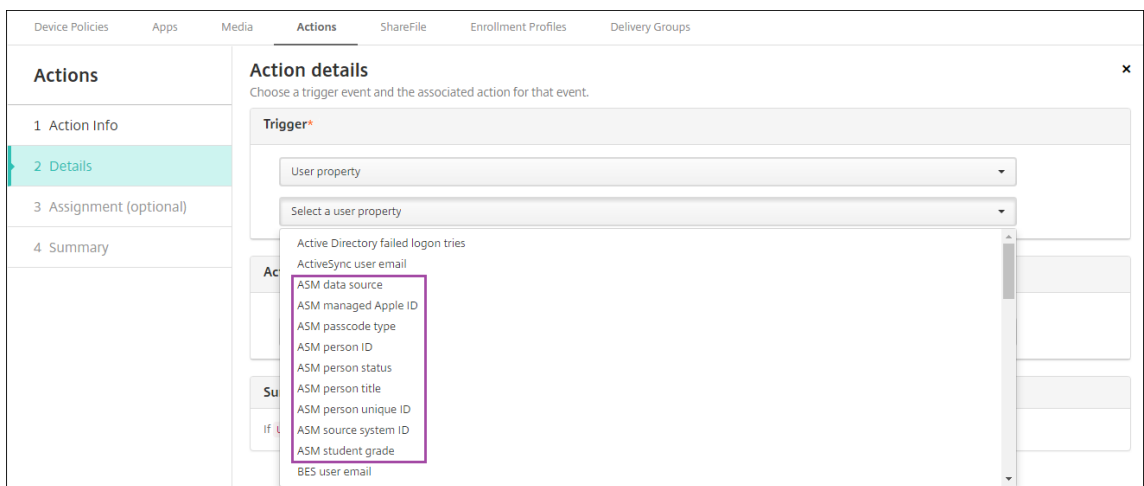 Device Policies Apps Media Actions ShareFile Enrollment Profiles Delivery Groups
Actions
1 Action Info
2 Details
3 Assignment (optional)
4 Summary
Action details
Choose a trigger event and the associated action for that event.
Trigger*
User property
Select a user property
Active Directory failed logon tries
ActiveSync user email
ASM data source
ASM managed Apple ID
ASM passcode type
ASM person ID
ASM person status
ASM person title
ASM person unique ID
ASM source system ID
ASM student grade
BES user email
If